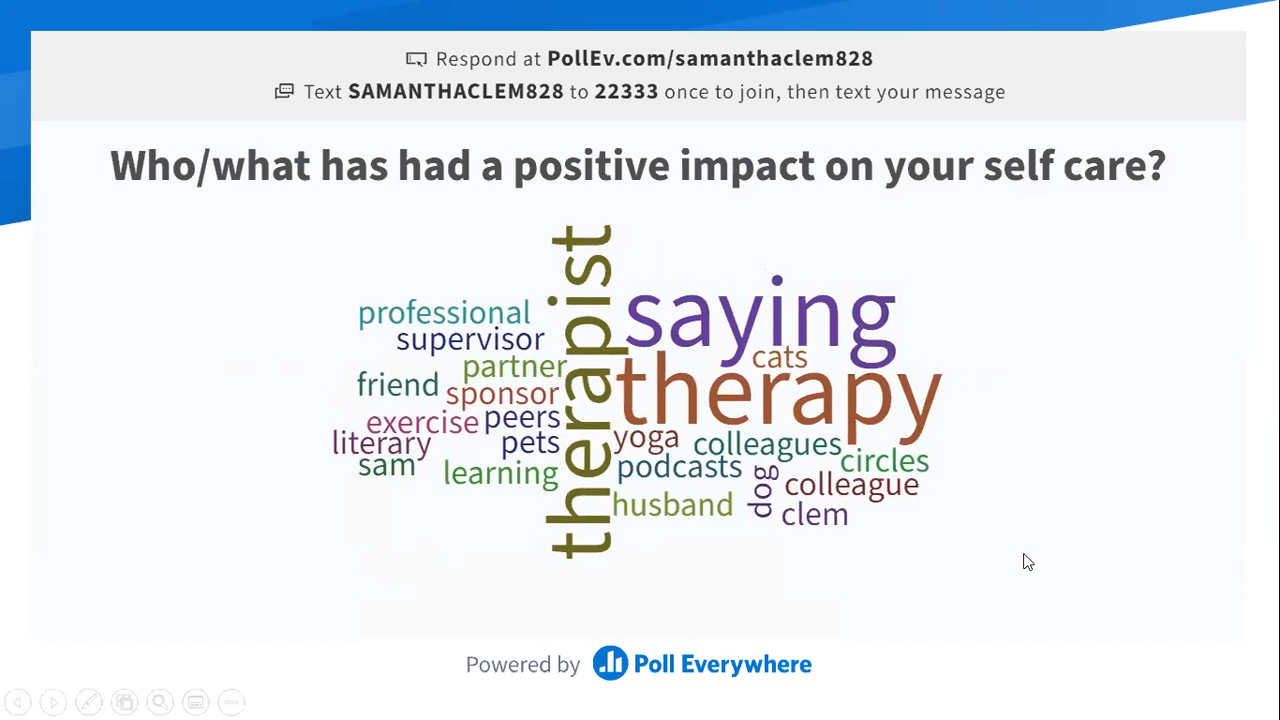 Respond at PollEv.com/samanthaclem828
Text SAMANTHACLEM828 to 22333 once to join, then text your message
Who/what has had a positive impact on your self care?
therapist
saying
professional
supervisor
cats
partner
therapy
friend
sponsor
exercise
peers
yoga
literary
pets
colleagues
sam
learning
podcasts
circles
dog
colleague
husband
clem
Powered by Poll Everywhere